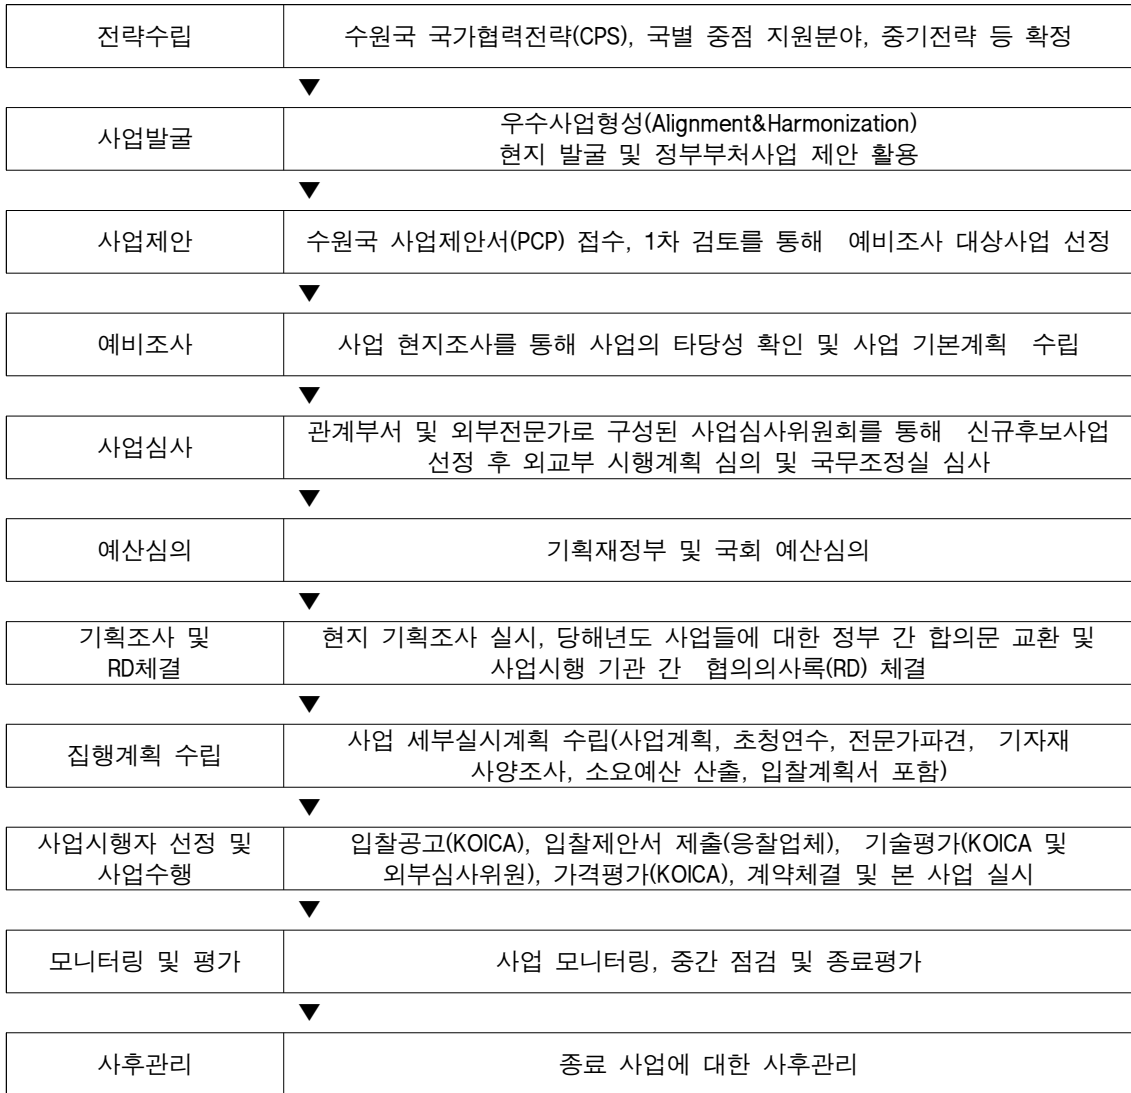 전략수립
수원국 국가협력전략(CPS), 국별 중점 지원분야, 중기전략 등 확정
▼
사업발굴
우수사업형성(Alignment&Harmonization)
현지 발굴 및 정부부처사업 제안 활용
▼
사업제안
수원국 사업제안서(PCP) 접수, 1차 검토를 통해 예비조사 대상사업 선정
▼
예비조사
사업 현지조사를 통해 사업의 타당성 확인 및 사업 기본계획 수립
▼
사업심사
관계부서 및 외부전문가로 구성된 사업심사위원회를 통해 신규후보사업
선정 후 외교부 시행계획 심의 및 국무조정실 심사
▼
예산심의
기획재정부 및 국회 예산심의
▼
기획조사 및
RD체결
현지 기획조사 실시, 당해년도 사업들에 대한 정부 간 합의문 교환 및
사업시행 기관 간 협의의사록(RD) 체결
▼
집행계획 수립
사업 세부실시계획 수립(사업계획, 초청연수, 전문가파견, 기자재
사양조사, 소요예산 산출, 입찰계획서 포함)
▼
사업시행자 선정 및
사업수행
입찰공고(KOICA), 입찰제안서 제출(응찰업체), 기술평가(KOICA 및
외부심사위원), 가격평가(KOICA), 계약체결 및 본 사업 실시
▼
모니터링 및 평가
사업 모니터링, 중간 점검 및 종료평가
▼
사후관리
종료 사업에 대한 사후관리